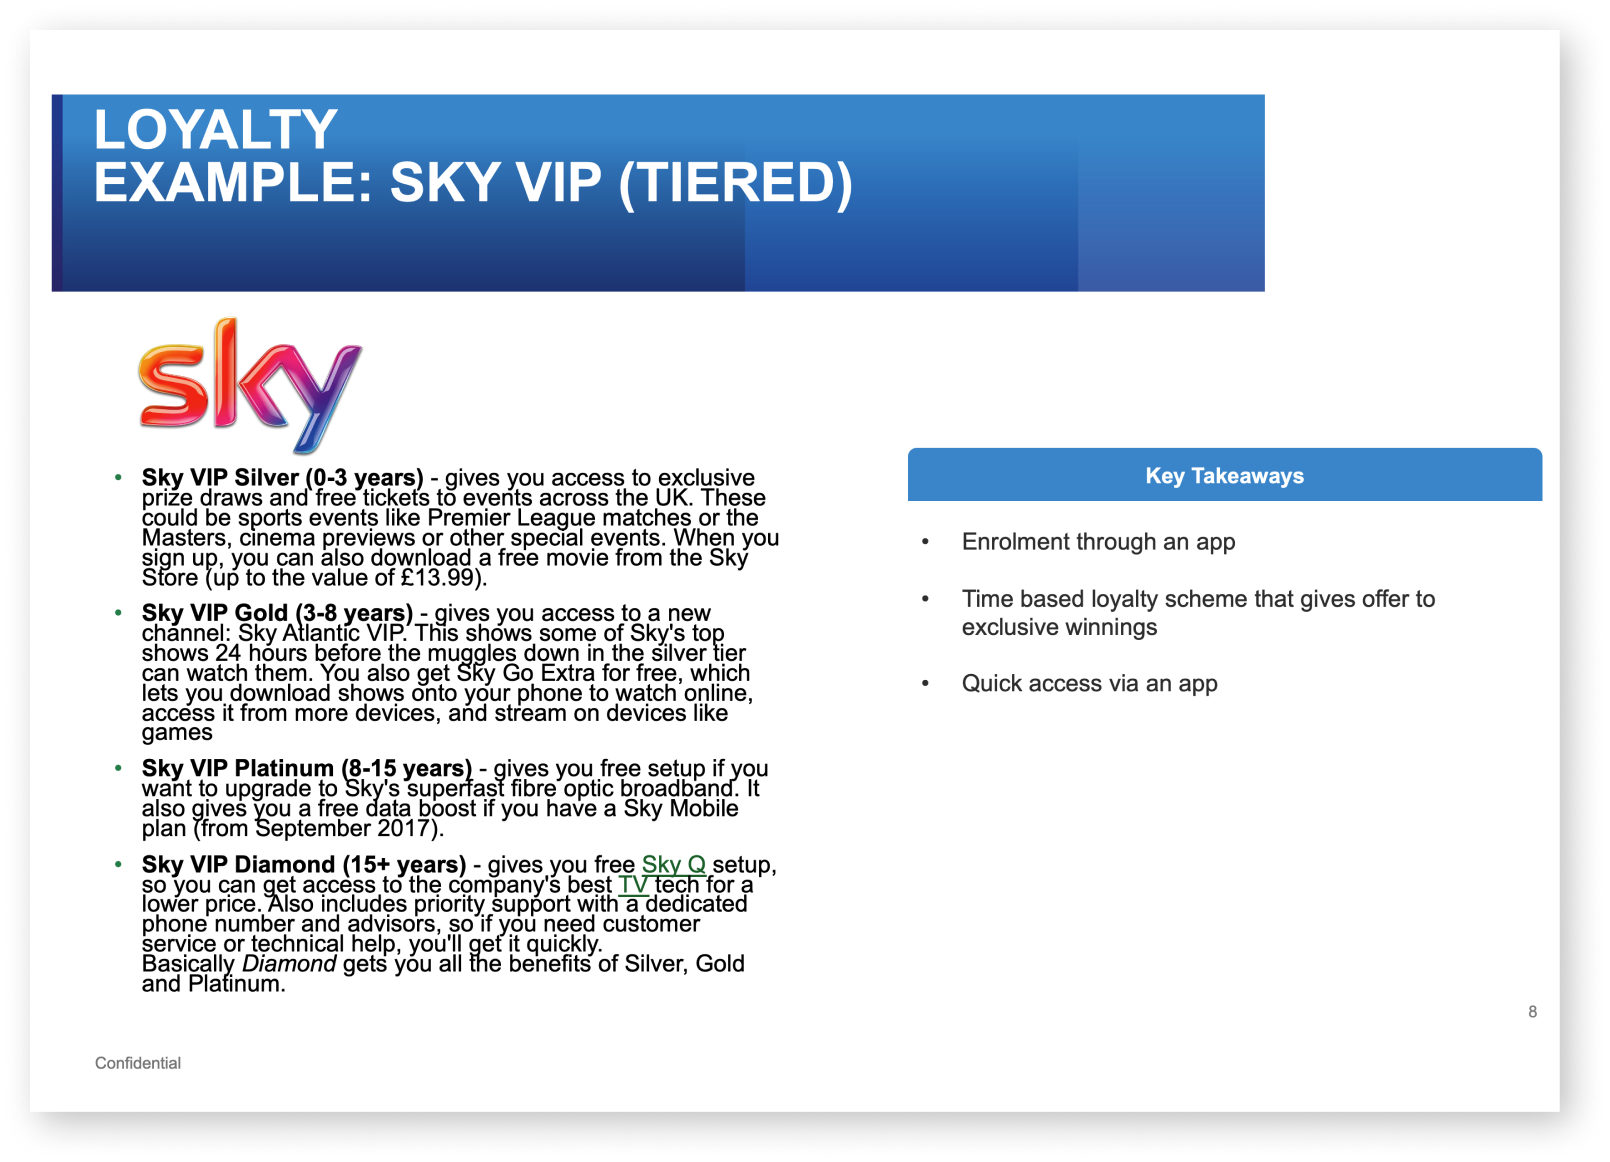 LOYALTY
EXAMPLE: SKY VIP (TIERED)
sky
• Sky VIP Silver (0-3 years) - gives you access to exclusive
prize draws and free tickets to events across the UK. These
could be sports events like Premier League matches or the
Masters, cinema previews or other special events. When you
sign up, you can also download a free movie from the Sky
Store (up to the value of £13.99).
• Sky VIP Gold (3-8 years) - gives you access to a new
channel: Sky Atlantic VIP. This shows some of Sky's top
shows 24 hours before the muggles down in the silver tier
can watch them. You also get Sky Go Extra for free, which
lets you download shows onto your phone to watch online,
access it from more devices, and stream on devices like
games
• Sky VIP Platinum (8-15 years) - gives you free setup if you
want to upgrade to Sky's superfast fibre optic broadband. It
also gives you a free data boost if you have a Sky Mobile
plan (from September 2017).
• Sky VIP Diamond (15+ years) - gives you free Sky Q setup,
so you can get access to the company's best TV tech for a
lower price. Also includes priority support with a dedicated
phone number and advisors, so if you need customer
service or technical help, you'll get it quickly.
Basically Diamond gets you all the benefits of Silver, Gold
and Platinum.
Key Takeaways
• Enrolment through an app
• Time based loyalty scheme that gives offer to
exclusive winnings
• Quick access via an app
8
Confidential